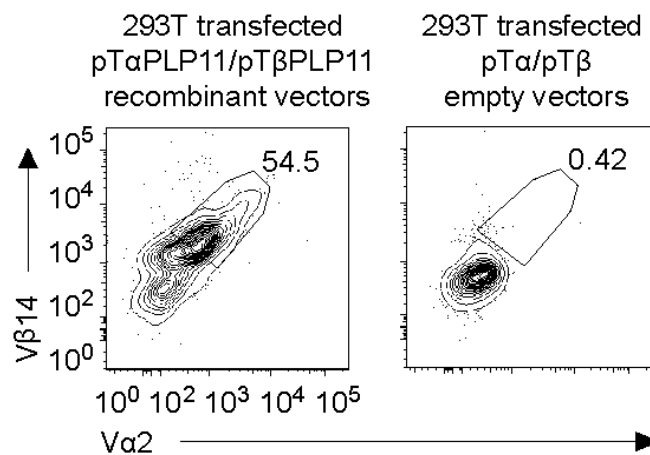 293T transfected
pTαPLP11/pTβPLP11
recombinant vectors
293T transfected
pTα/pTβ
empty vectors
54.5
0.42
Vβ14
10⁵
10⁴
10³
10²
10⁰
10⁰ 10² 10³ 10⁴ 10⁵
Vα2